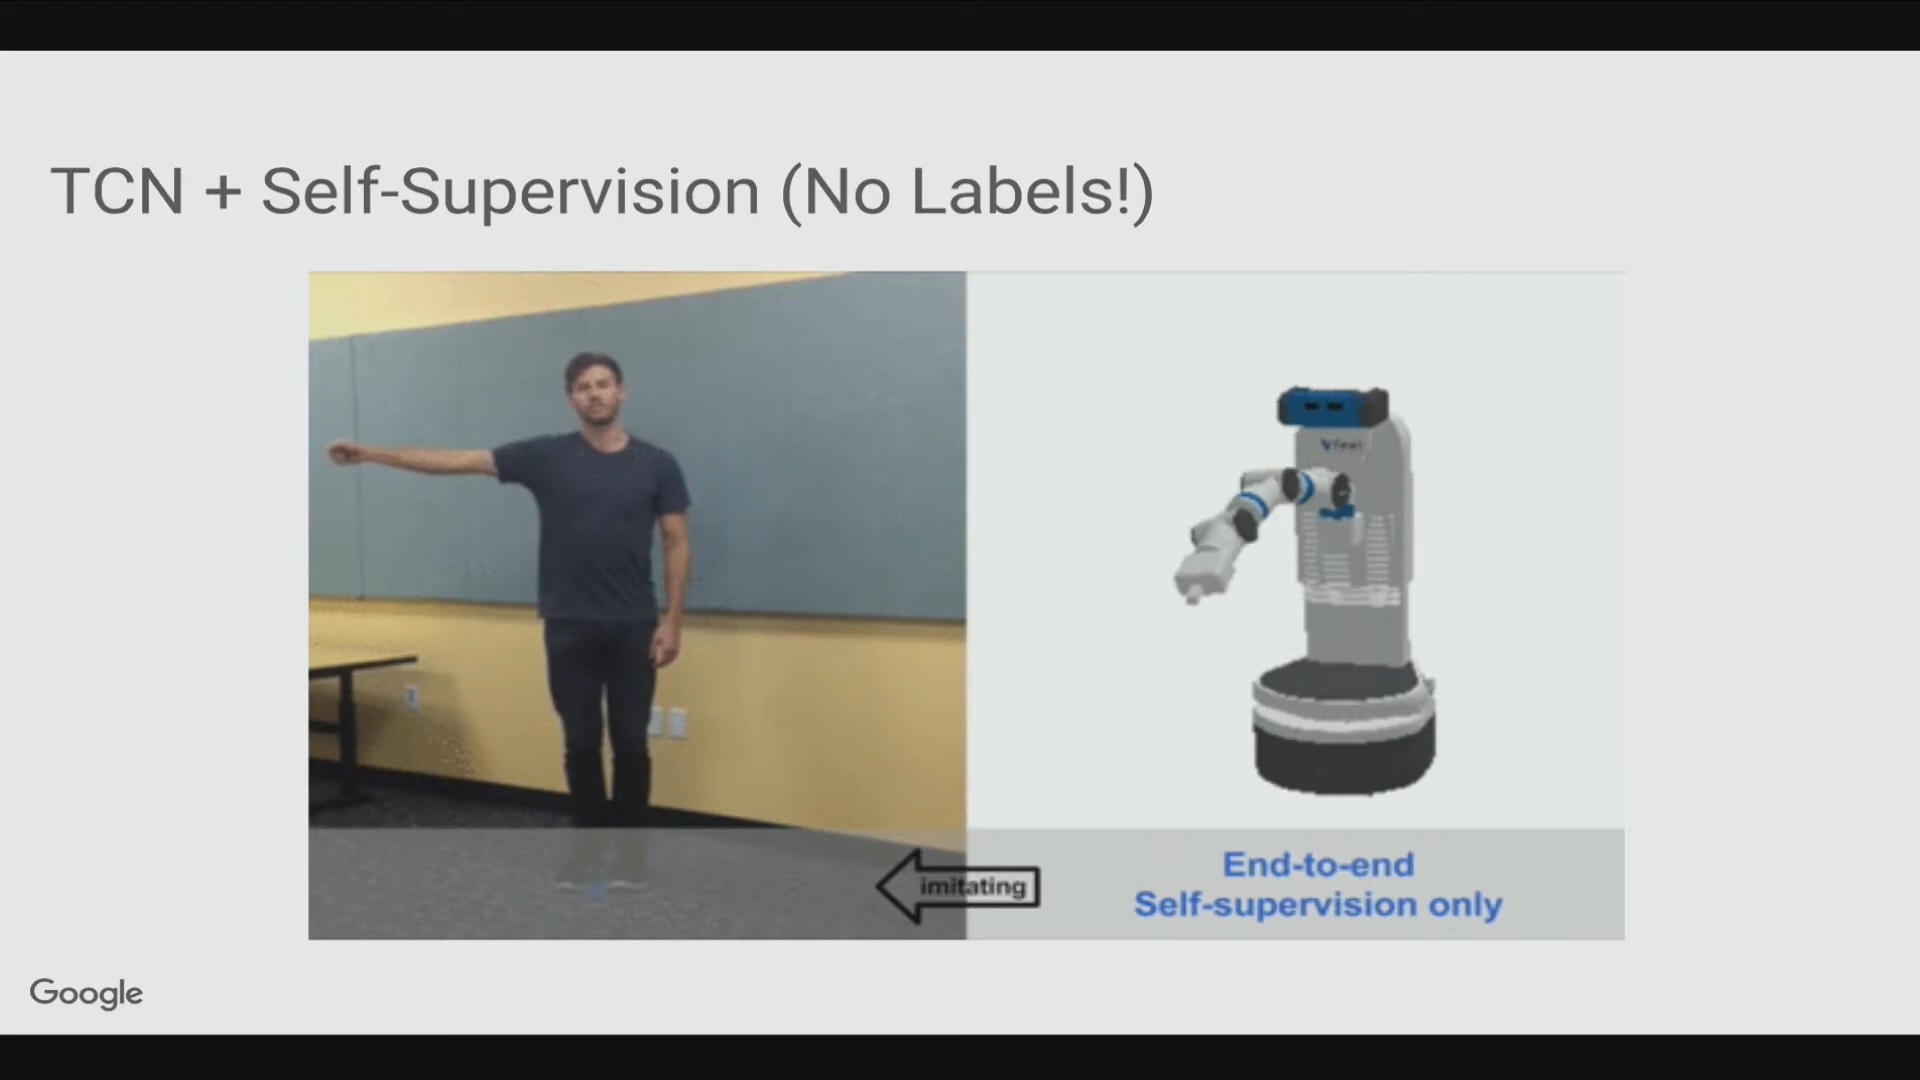 TCN + Self-Supervision (No Labels!)
imitating
End-to-end
Self-supervision only
Google